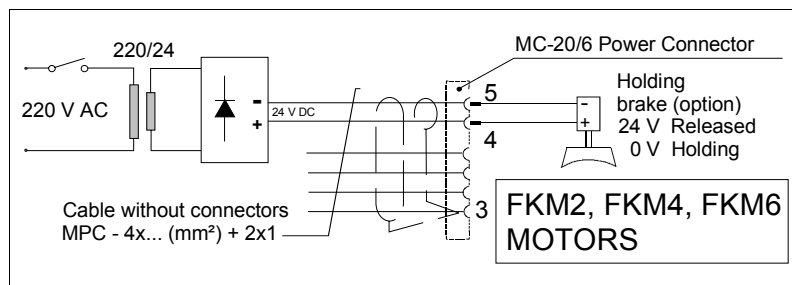 220/24
MC-20/6 Power Connector
220 V AC
-
+
24 V DC
5
4
3
-
+
Holding
brake (option)
24 V Released
0 V Holding
Cable without connectors
MPC - 4x... (mm²) + 2x1
FKM2, FKM4, FKM6
MOTORS